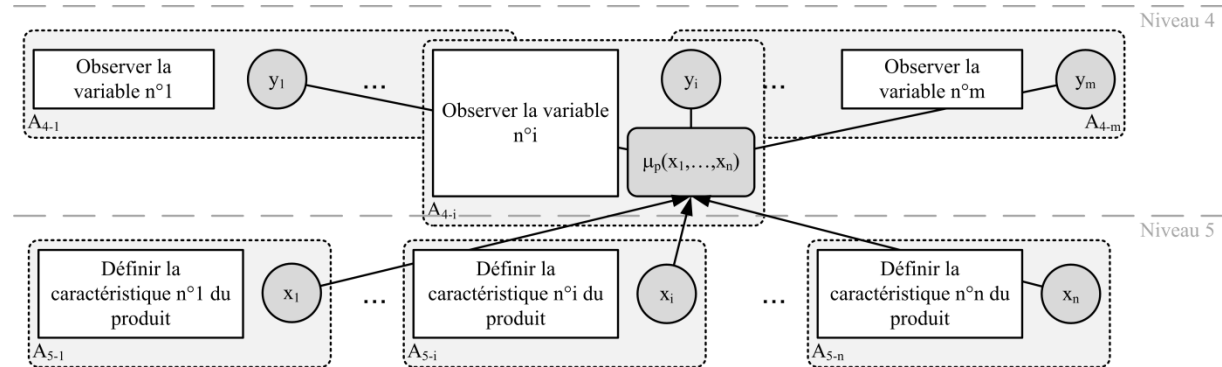 Niveau 4
Observer la
variable n°1
y₁
...
A₄₋₁
Observer la variable
n°i
yᵢ
μₚ(x₁,…,xₙ)
A₄₋ᵢ
...
Observer la
variable n°m
yₘ
A₄₋ₘ
Niveau 5
Définir la
caractéristique n°1 du
produit
x₁
A₅₋₁
...
Définir la
caractéristique n°i du
produit
xᵢ
A₅₋ᵢ
...
Définir la
caractéristique n°n du
produit
xₙ
A₅₋ₙ